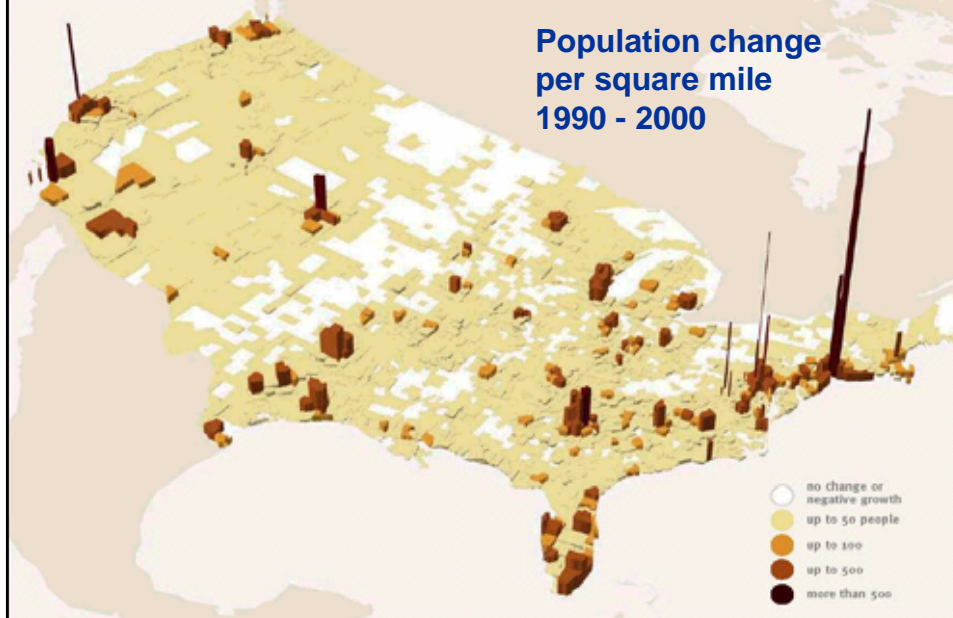 Population change
per square mile
1990 - 2000
no change or
negative growth
up to 50 people
up to 100
up to 500
more than 500